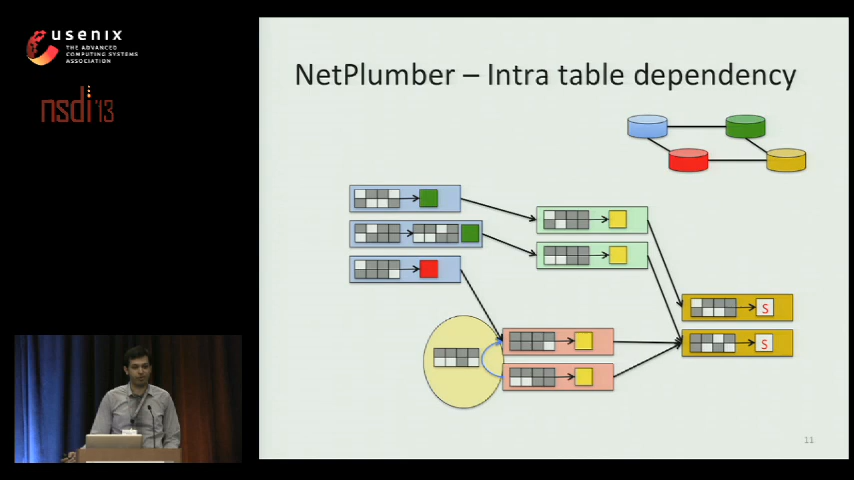 usenix
THE ADVANCED
COMPUTING SYSTEMS
ASSOCIATION
nsdi '13
NetPlumber – Intra table dependency
S
S
11